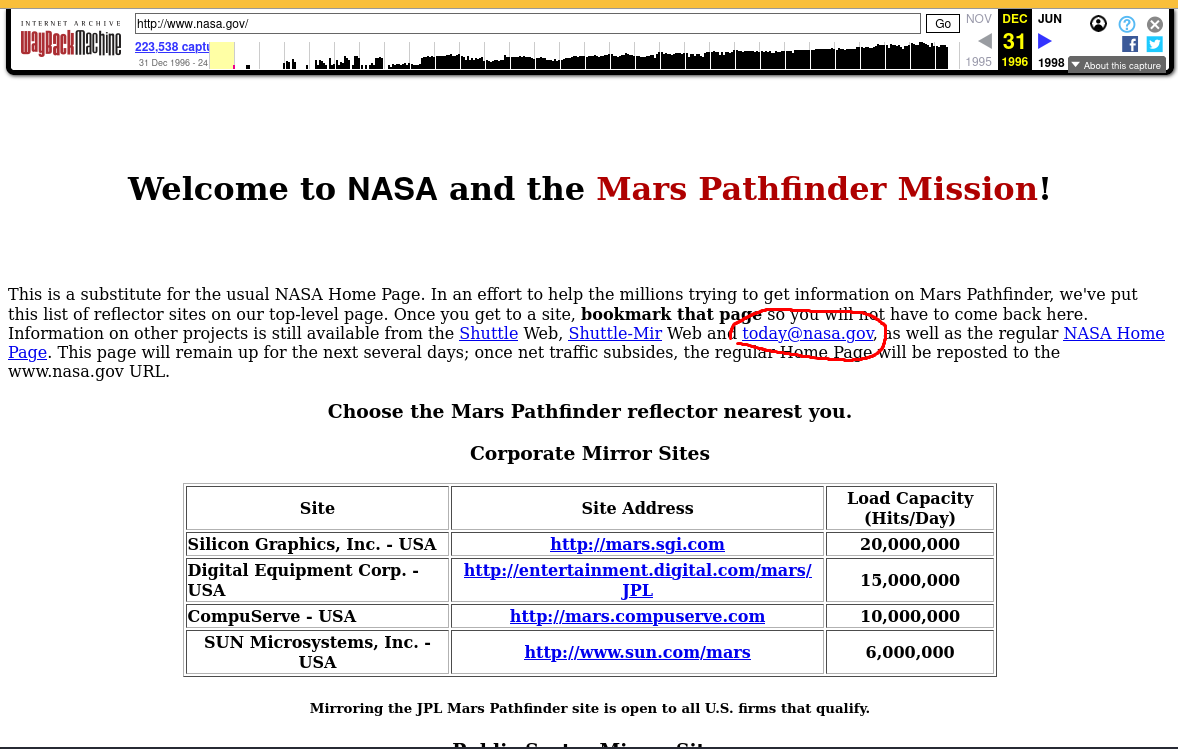 INTERNET ARCHIVE
WayBackMachine
http://www.nasa.gov/
Go
223,538 captu
31 Dec 1996 - 24
NOV DEC JUN
31
1995 1996 1998
About this capture
Welcome to NASA and the Mars Pathfinder Mission!
This is a substitute for the usual NASA Home Page. In an effort to help the millions trying to get information on Mars Pathfinder, we've put
this list of reflector sites on our top-level page. Once you get to a site, bookmark that page so you will not have to come back here.
Information on other projects is still available from the Shuttle Web, Shuttle-Mir Web and today@nasa.gov, as well as the regular NASA Home
Page. This page will remain up for the next several days; once net traffic subsides, the regular Home Page will be reposted to the
www.nasa.gov URL.
Choose the Mars Pathfinder reflector nearest you.
Corporate Mirror Sites
Site Site Address Load Capacity
(Hits/Day)
Silicon Graphics, Inc. - USA http://mars.sgi.com 20,000,000
Digital Equipment Corp. - http://entertainment.digital.com/mars/ 15,000,000
USA JPL
CompuServe - USA http://mars.compuserve.com 10,000,000
SUN Microsystems, Inc. - http://www.sun.com/mars 6,000,000
USA
Mirroring the JPL Mars Pathfinder site is open to all U.S. firms that qualify.